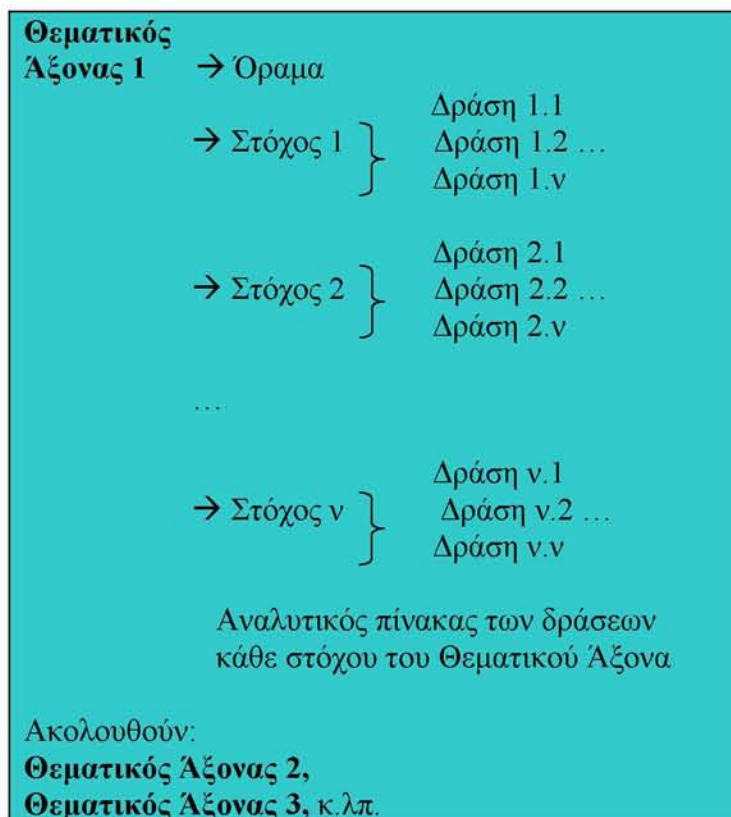 Θεματικός
Άξονας 1 → Όραμα
Δράση 1.1
→ Στόχος 1 Δράση 1.2 …
Δράση 1.ν
Δράση 2.1
→ Στόχος 2 Δράση 2.2 …
Δράση 2.ν
…
Δράση ν.1
→ Στόχος ν Δράση ν.2 …
Δράση ν.ν
Αναλυτικός πίνακας των δράσεων
κάθε στόχου του Θεματικού Άξονα
Ακολουθούν:
Θεματικός Άξονας 2,
Θεματικός Άξονας 3, κ.λπ.